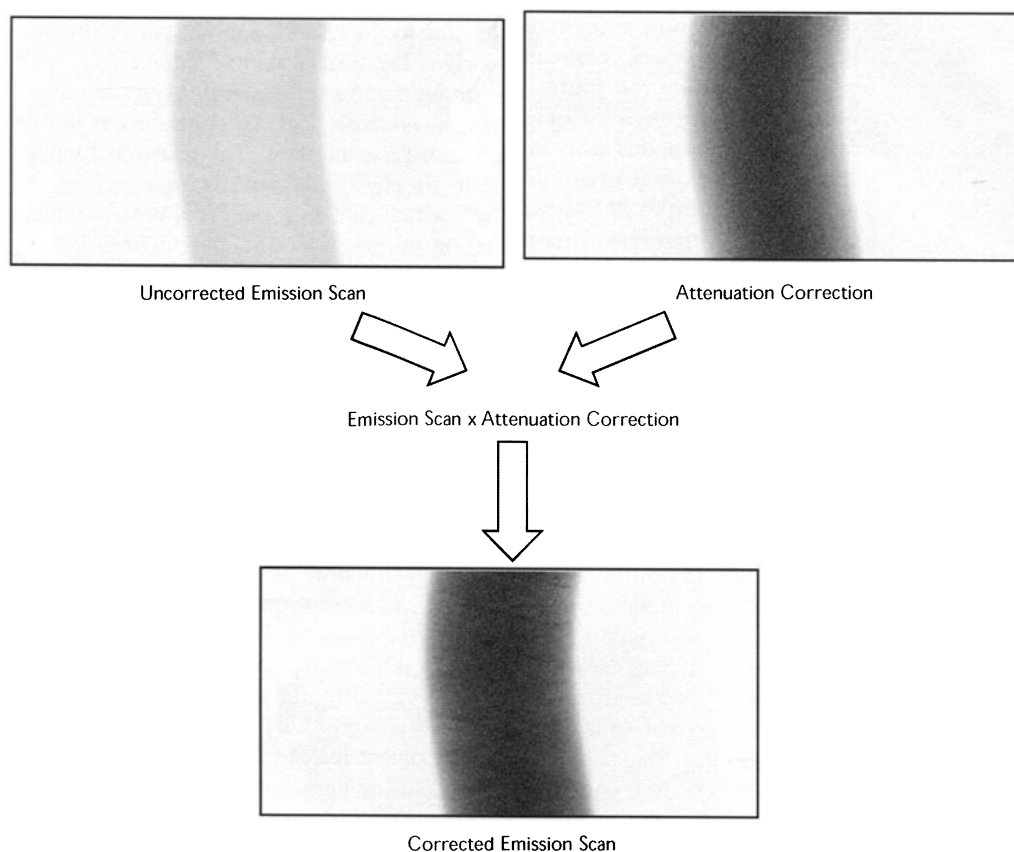 Uncorrected Emission Scan
Attenuation Correction
Emission Scan x Attenuation Correction
Corrected Emission Scan